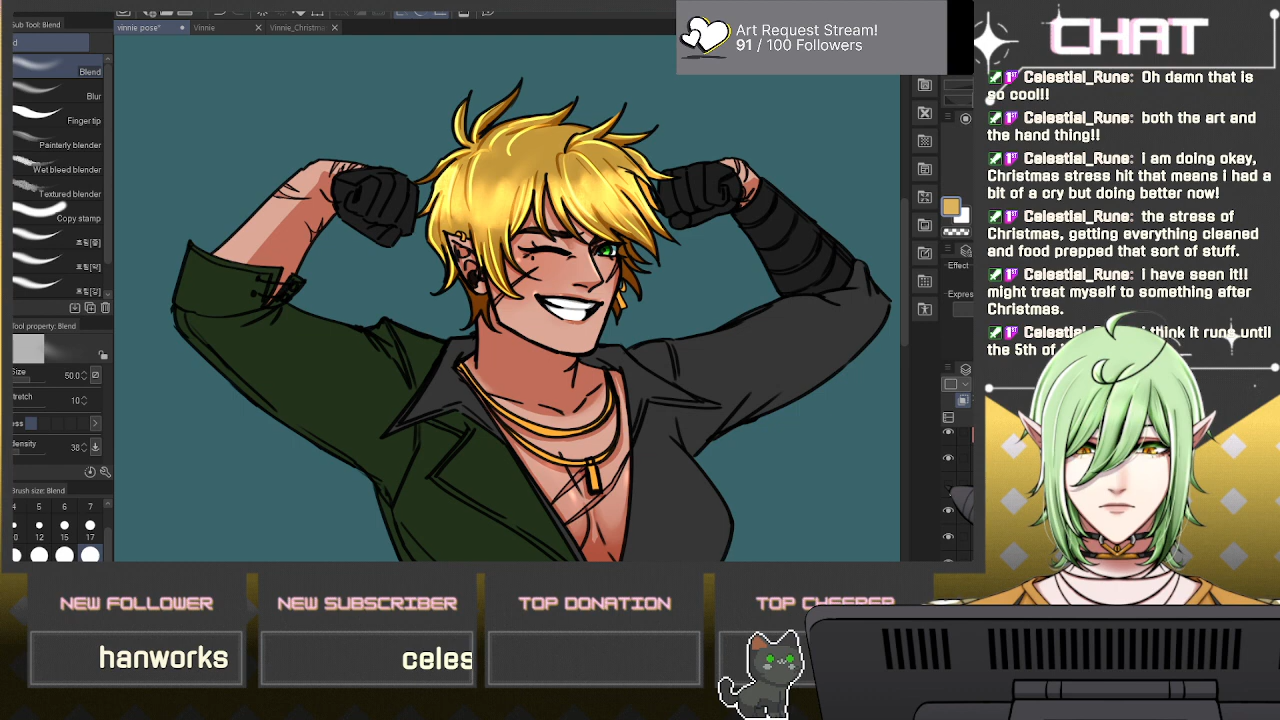 Sub Tool: Blend
vinnie pose*
Vinnie
Vinnie_Christma
Art Request Stream!
91 / 100 Followers
CHAT
Blend
Blur
Finger tip
Painterly blender
Wet bleed blender
Textured blender
Copy stamp
Tool property: Blend
Size
50.0
10
38
Brush size: Blend
4 5 6 7
12 15 17
Effect
Expres
Celestial_Rune: Oh damn that is
so cool!!
Celestial_Rune: both the art and
the hand thing!!
Celestial_Rune: I am doing okay,
Christmas stress hit that means I had a
bit of a cry but doing better now!
Celestial_Rune: the stress of
Christmas, getting everything cleaned
and food prepped that sort of stuff.
Celestial_Rune: I have seen it!!
might treat myself to something after
Christmas.
think it runs until
the 5th of
NEW FOLLOWER
NEW SUBSCRIBER
TOP DONATION
TOP CHEERER
hanworks
celes